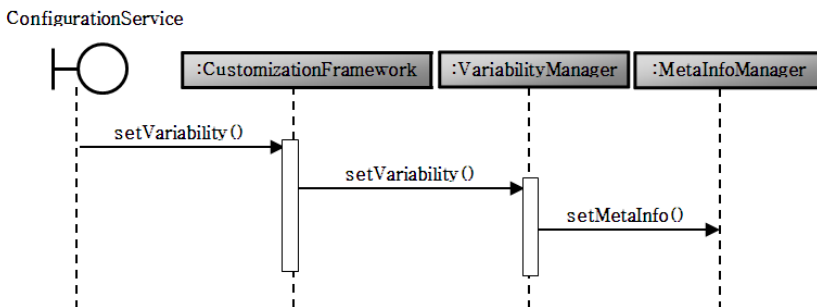 ConfigurationService
:CustomizationFramework
:VariabilityManager
:MetaInfoManager
setVariability()
setVariability()
setMetaInfo()